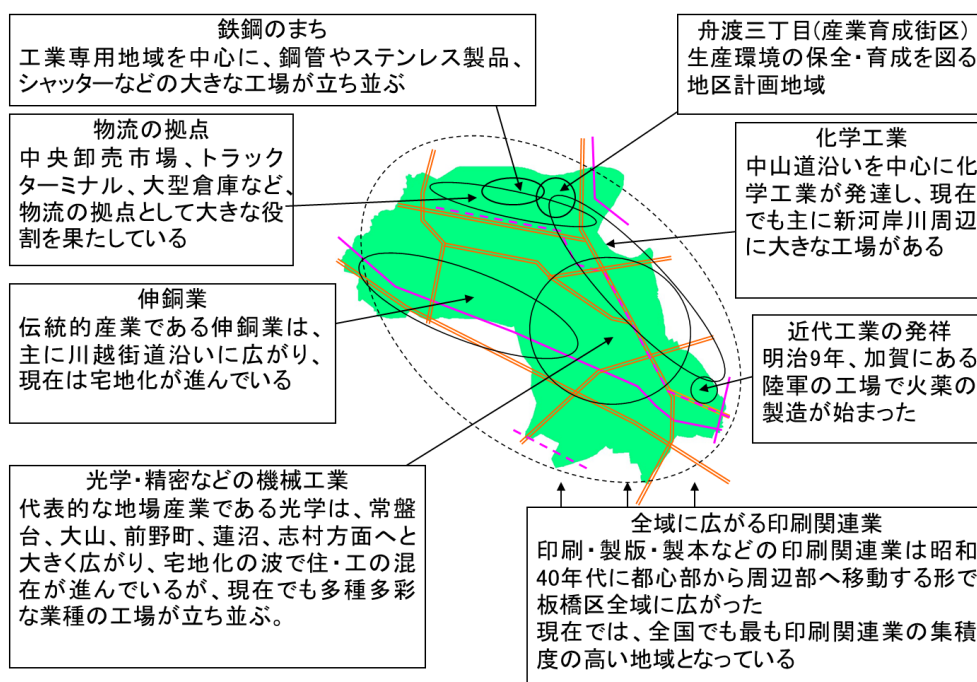 鉄鋼のまち
工業専用地域を中心に、鋼管やステンレス製品、
シャッターなどの大きな工場が立ち並ぶ
舟渡三丁目(産業育成街区)
生産環境の保全・育成を図る
地区計画地域
物流の拠点
中央卸売市場、トラック
ターミナル、大型倉庫など、
物流の拠点として大きな役
割を果たしている
化学工業
中山道沿いを中心に化
学工業が発達し、現在
でも主に新河岸川周辺
に大きな工場がある
伸銅業
伝統的産業である伸銅業は、
主に川越街道沿いに広がり、
現在は宅地化が進んでいる
近代工業の発祥
明治9年、加賀にある
陸軍の工場で火薬の
製造が始まった
光学・精密などの機械工業
代表的な地場産業である光学は、常盤
台、大山、前野町、蓮沼、志村方面へと
大きく広がり、宅地化の波で住・工の混
在が進んでいるが、現在でも多種多彩
な業種の工場が立ち並ぶ。
全域に広がる印刷関連業
印刷・製版・製本などの印刷関連業は昭和
40年代に都心部から周辺部へ移動する形で
板橋区全域に広がった
現在では、全国でも最も印刷関連業の集積
度の高い地域となっている